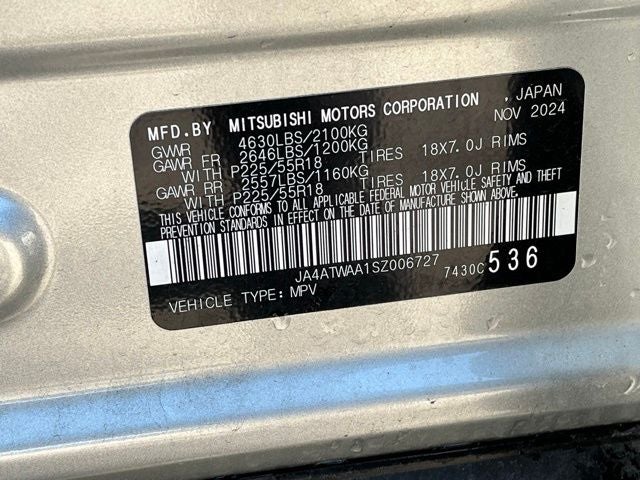 MFD.BY MITSUBISHI MOTORS CORPORATION , JAPAN
NOV 2024
GVWR 4630LBS/2100KG
GAWR FR 2646LBS/1200KG
WITH P225/55R18 TIRES 18X7.0J RIMS
GAWR RR 2557LBS/1160KG
WITH P225/55R18 TIRES 18X7.0J RIMS
THIS VEHICLE CONFORMS TO ALL APPLICABLE FEDERAL MOTOR VEHICLE SAFETY AND THEFT
PREVENTION STANDARDS IN EFFECT ON THE DATE OF MANUFACTURE SHOWN ABOVE.
JA4ATWAA1SZ006727
VEHICLE TYPE: MPV 7430C 536